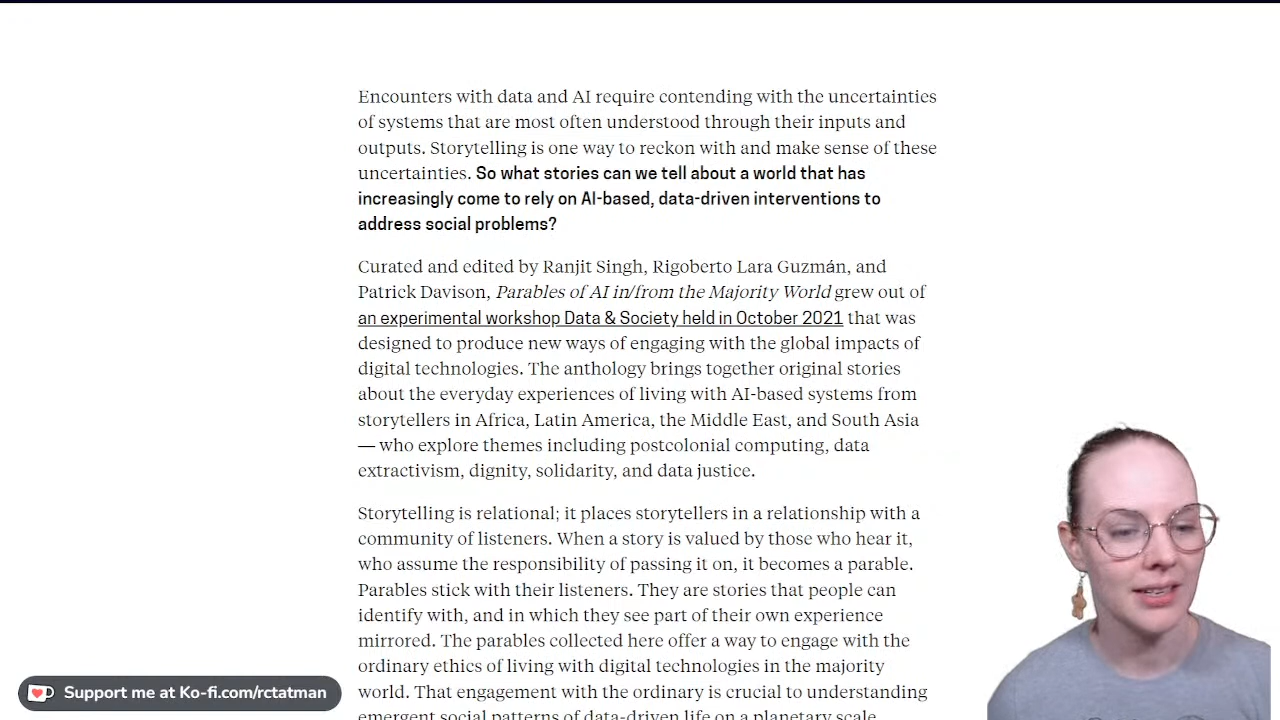 Encounters with data and AI require contending with the uncertainties
of systems that are most often understood through their inputs and
outputs. Storytelling is one way to reckon with and make sense of these
uncertainties. So what stories can we tell about a world that has
increasingly come to rely on AI-based, data-driven interventions to
address social problems?
Curated and edited by Ranjit Singh, Rigoberto Lara Guzmán, and
Patrick Davison, Parables of AI in/from the Majority World grew out of
an experimental workshop Data & Society held in October 2021 that was
designed to produce new ways of engaging with the global impacts of
digital technologies. The anthology brings together original stories
about the everyday experiences of living with AI-based systems from
storytellers in Africa, Latin America, the Middle East, and South Asia
— who explore themes including postcolonial computing, data
extractivism, dignity, solidarity, and data justice.
Storytelling is relational; it places storytellers in a relationship with a
community of listeners. When a story is valued by those who hear it,
who assume the responsibility of passing it on, it becomes a parable.
Parables stick with their listeners. They are stories that people can
identify with, and in which they see part of their own experience
mirrored. The parables collected here offer a way to engage with the
ordinary ethics of living with digital technologies in the majority
world. That engagement with the ordinary is crucial to understanding
emergent social patterns of data-driven life on a planetary scale.
Support me at Ko-fi.com/rctatman